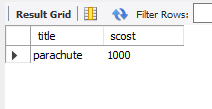 Result Grid Filter Rows:
title scost
parachute 1000